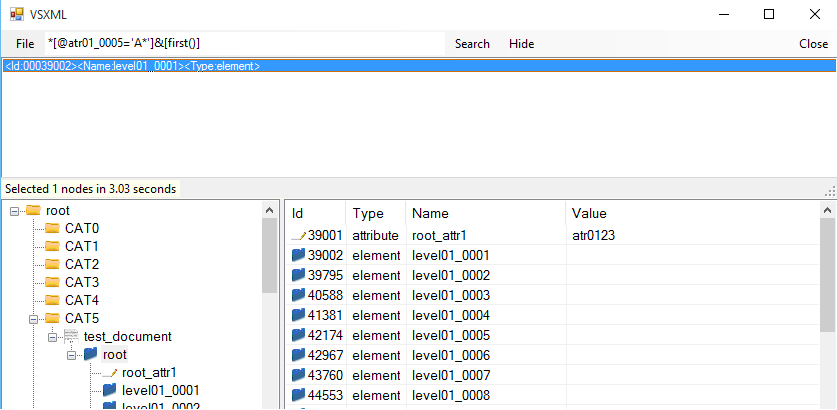 VSXML
File *[@atr01_0005='A*']&[first()] Search Hide Close
<Id:00039002><Name:level01_0001><Type:element>
Selected 1 nodes in 3.03 seconds
root
CAT0
CAT1
CAT2
CAT3
CAT4
CAT5
test_document
root
root_attr1
level01_0001
level01_0002
Id Type Name Value
39001 attribute root_attr1 atr0123
39002 element level01_0001
39795 element level01_0002
40588 element level01_0003
41381 element level01_0004
42174 element level01_0005
42967 element level01_0006
43760 element level01_0007
44553 element level01_0008